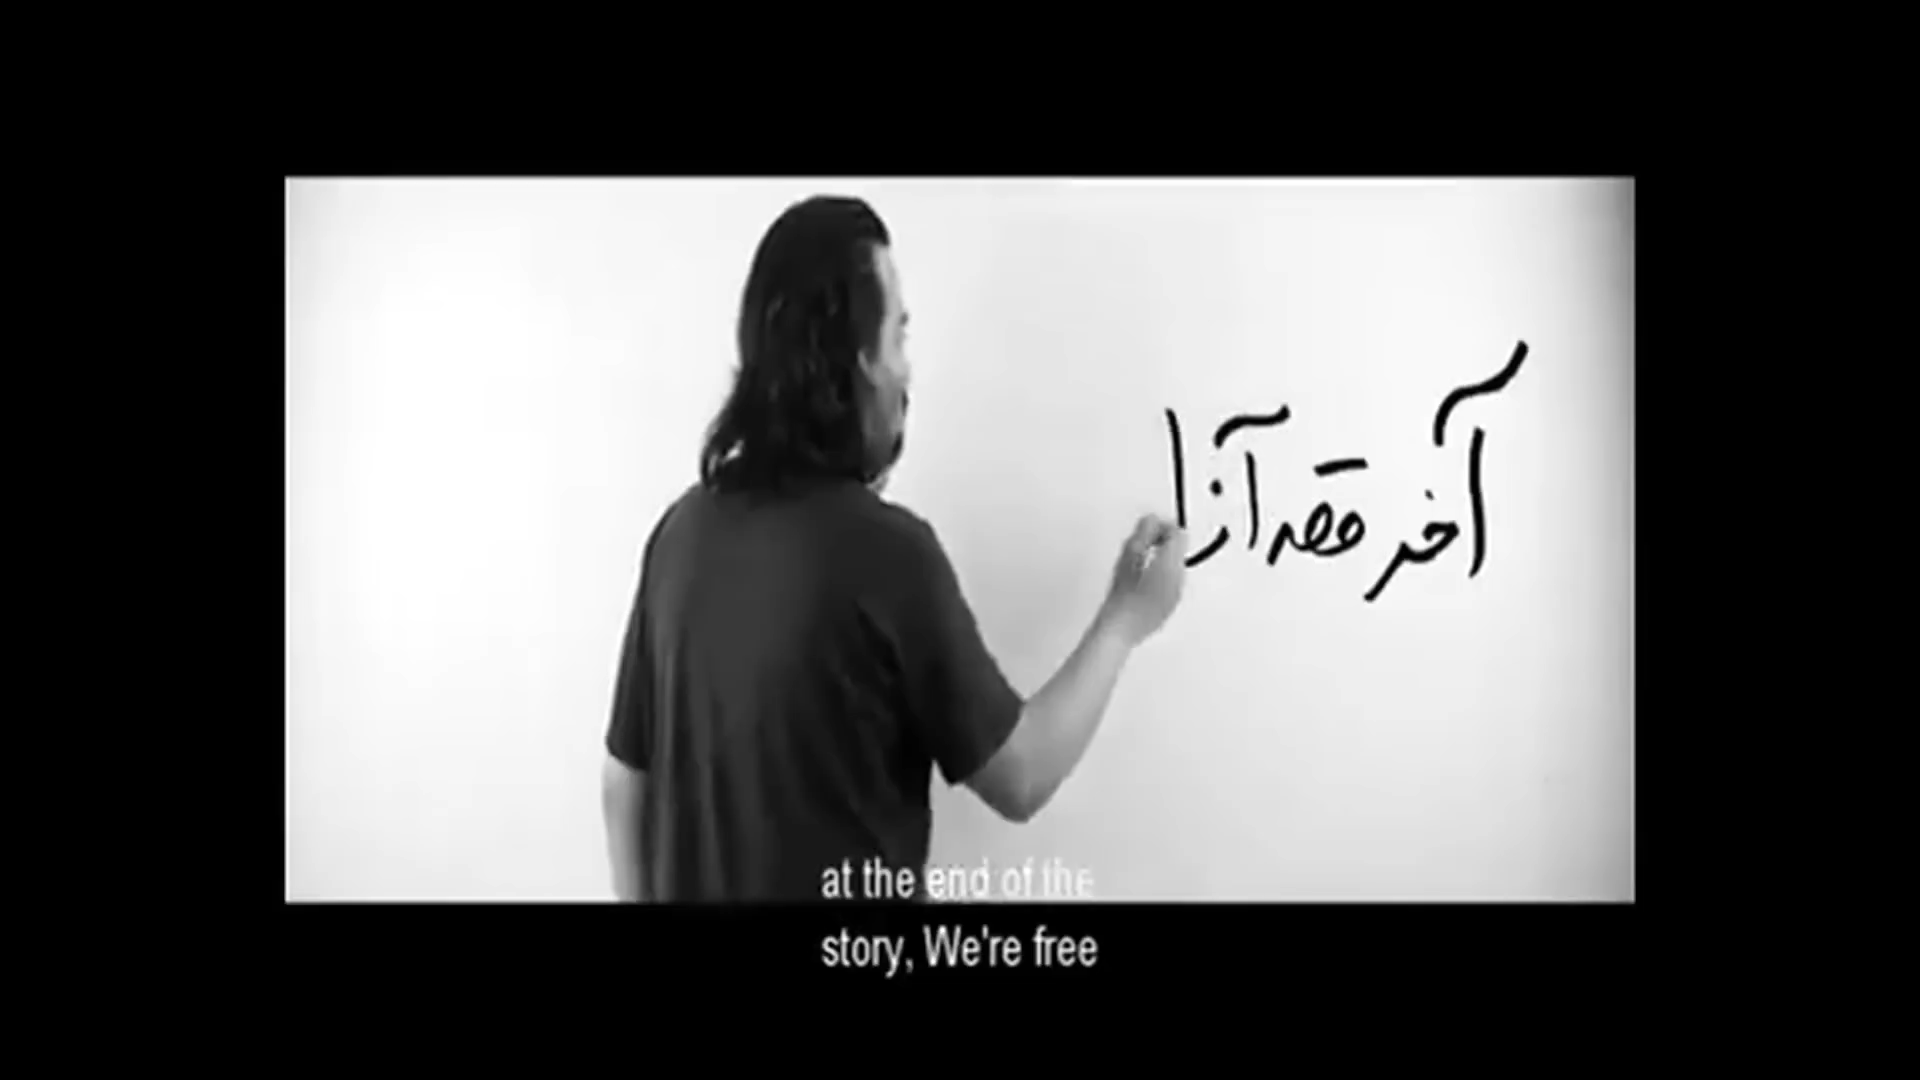 آخر قصه آزا
at the end of the
story, We're free